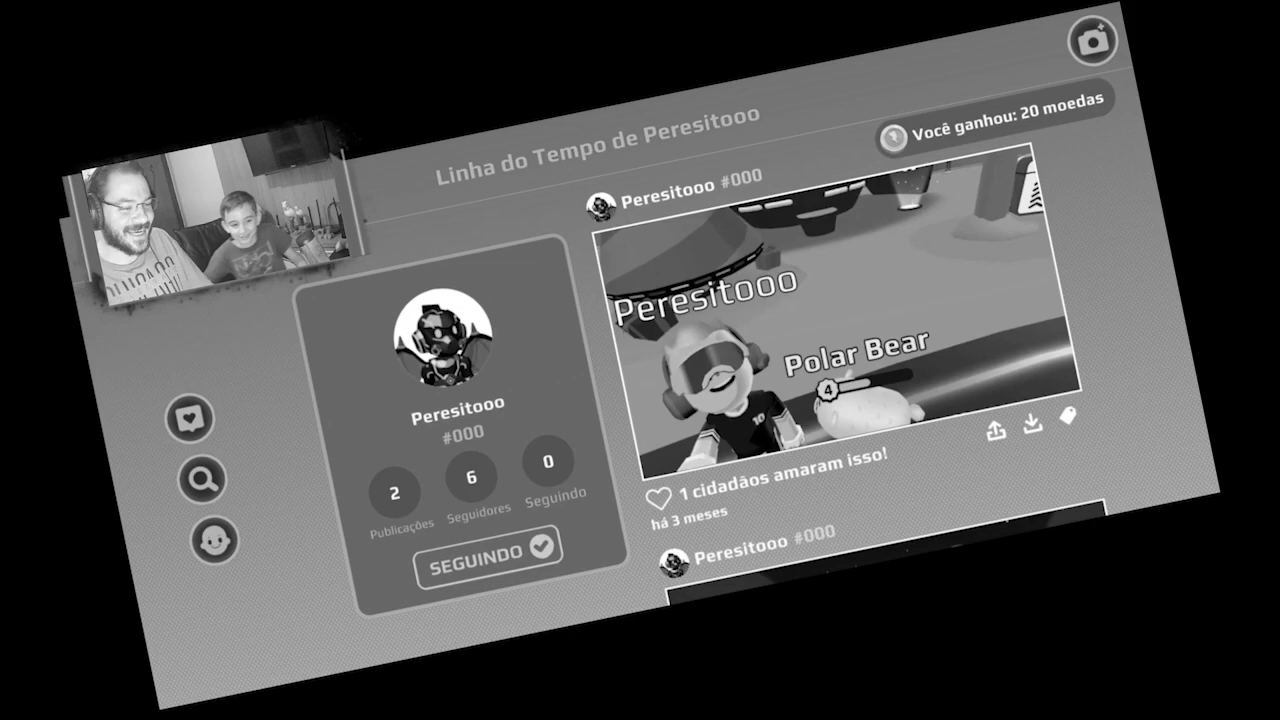 Linha do Tempo de Peresitooo
Você ganhou: 20 moedas
Peresitooo #000
Peresitooo
Polar Bear
4
10
Peresitooo
#000
2
6
0
Publicações
Seguidores
Seguindo
SEGUINDO
1 cidadãos amaram isso!
há 3 meses
Peresitooo #000